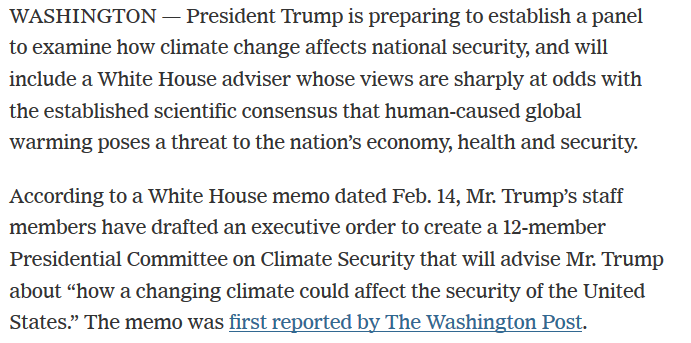 WASHINGTON — President Trump is preparing to establish a panel
to examine how climate change affects national security, and will
include a White House adviser whose views are sharply at odds with
the established scientific consensus that human-caused global
warming poses a threat to the nation’s economy, health and security.
According to a White House memo dated Feb. 14, Mr. Trump’s staff
members have drafted an executive order to create a 12-member
Presidential Committee on Climate Security that will advise Mr. Trump
about “how a changing climate could affect the security of the United
States.” The memo was first reported by The Washington Post.